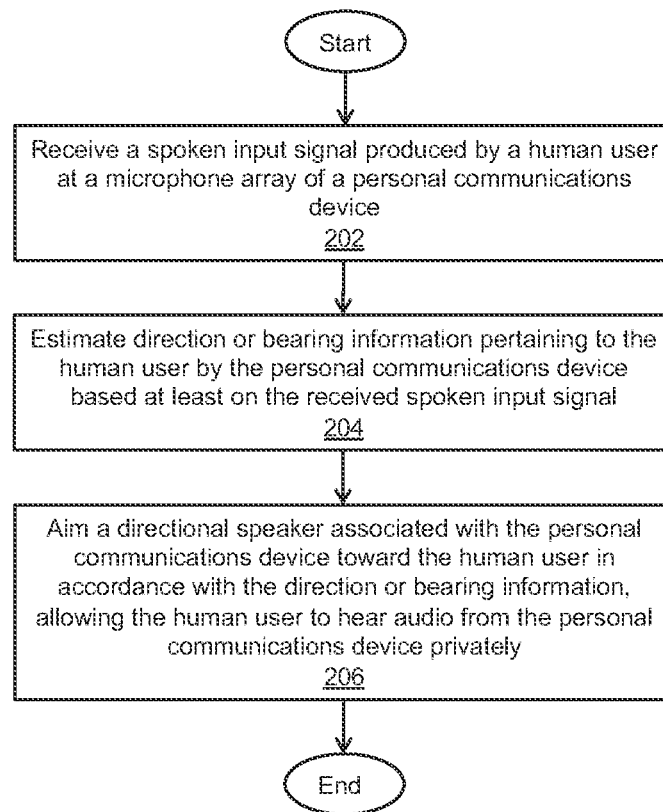 Start
Receive a spoken input signal produced by a human user
at a microphone array of a personal communications
device
202
Estimate direction or bearing information pertaining to the
human user by the personal communications device
based at least on the received spoken input signal
204
Aim a directional speaker associated with the personal
communications device toward the human user in
accordance with the direction or bearing information,
allowing the human user to hear audio from the personal
communications device privately
206
End